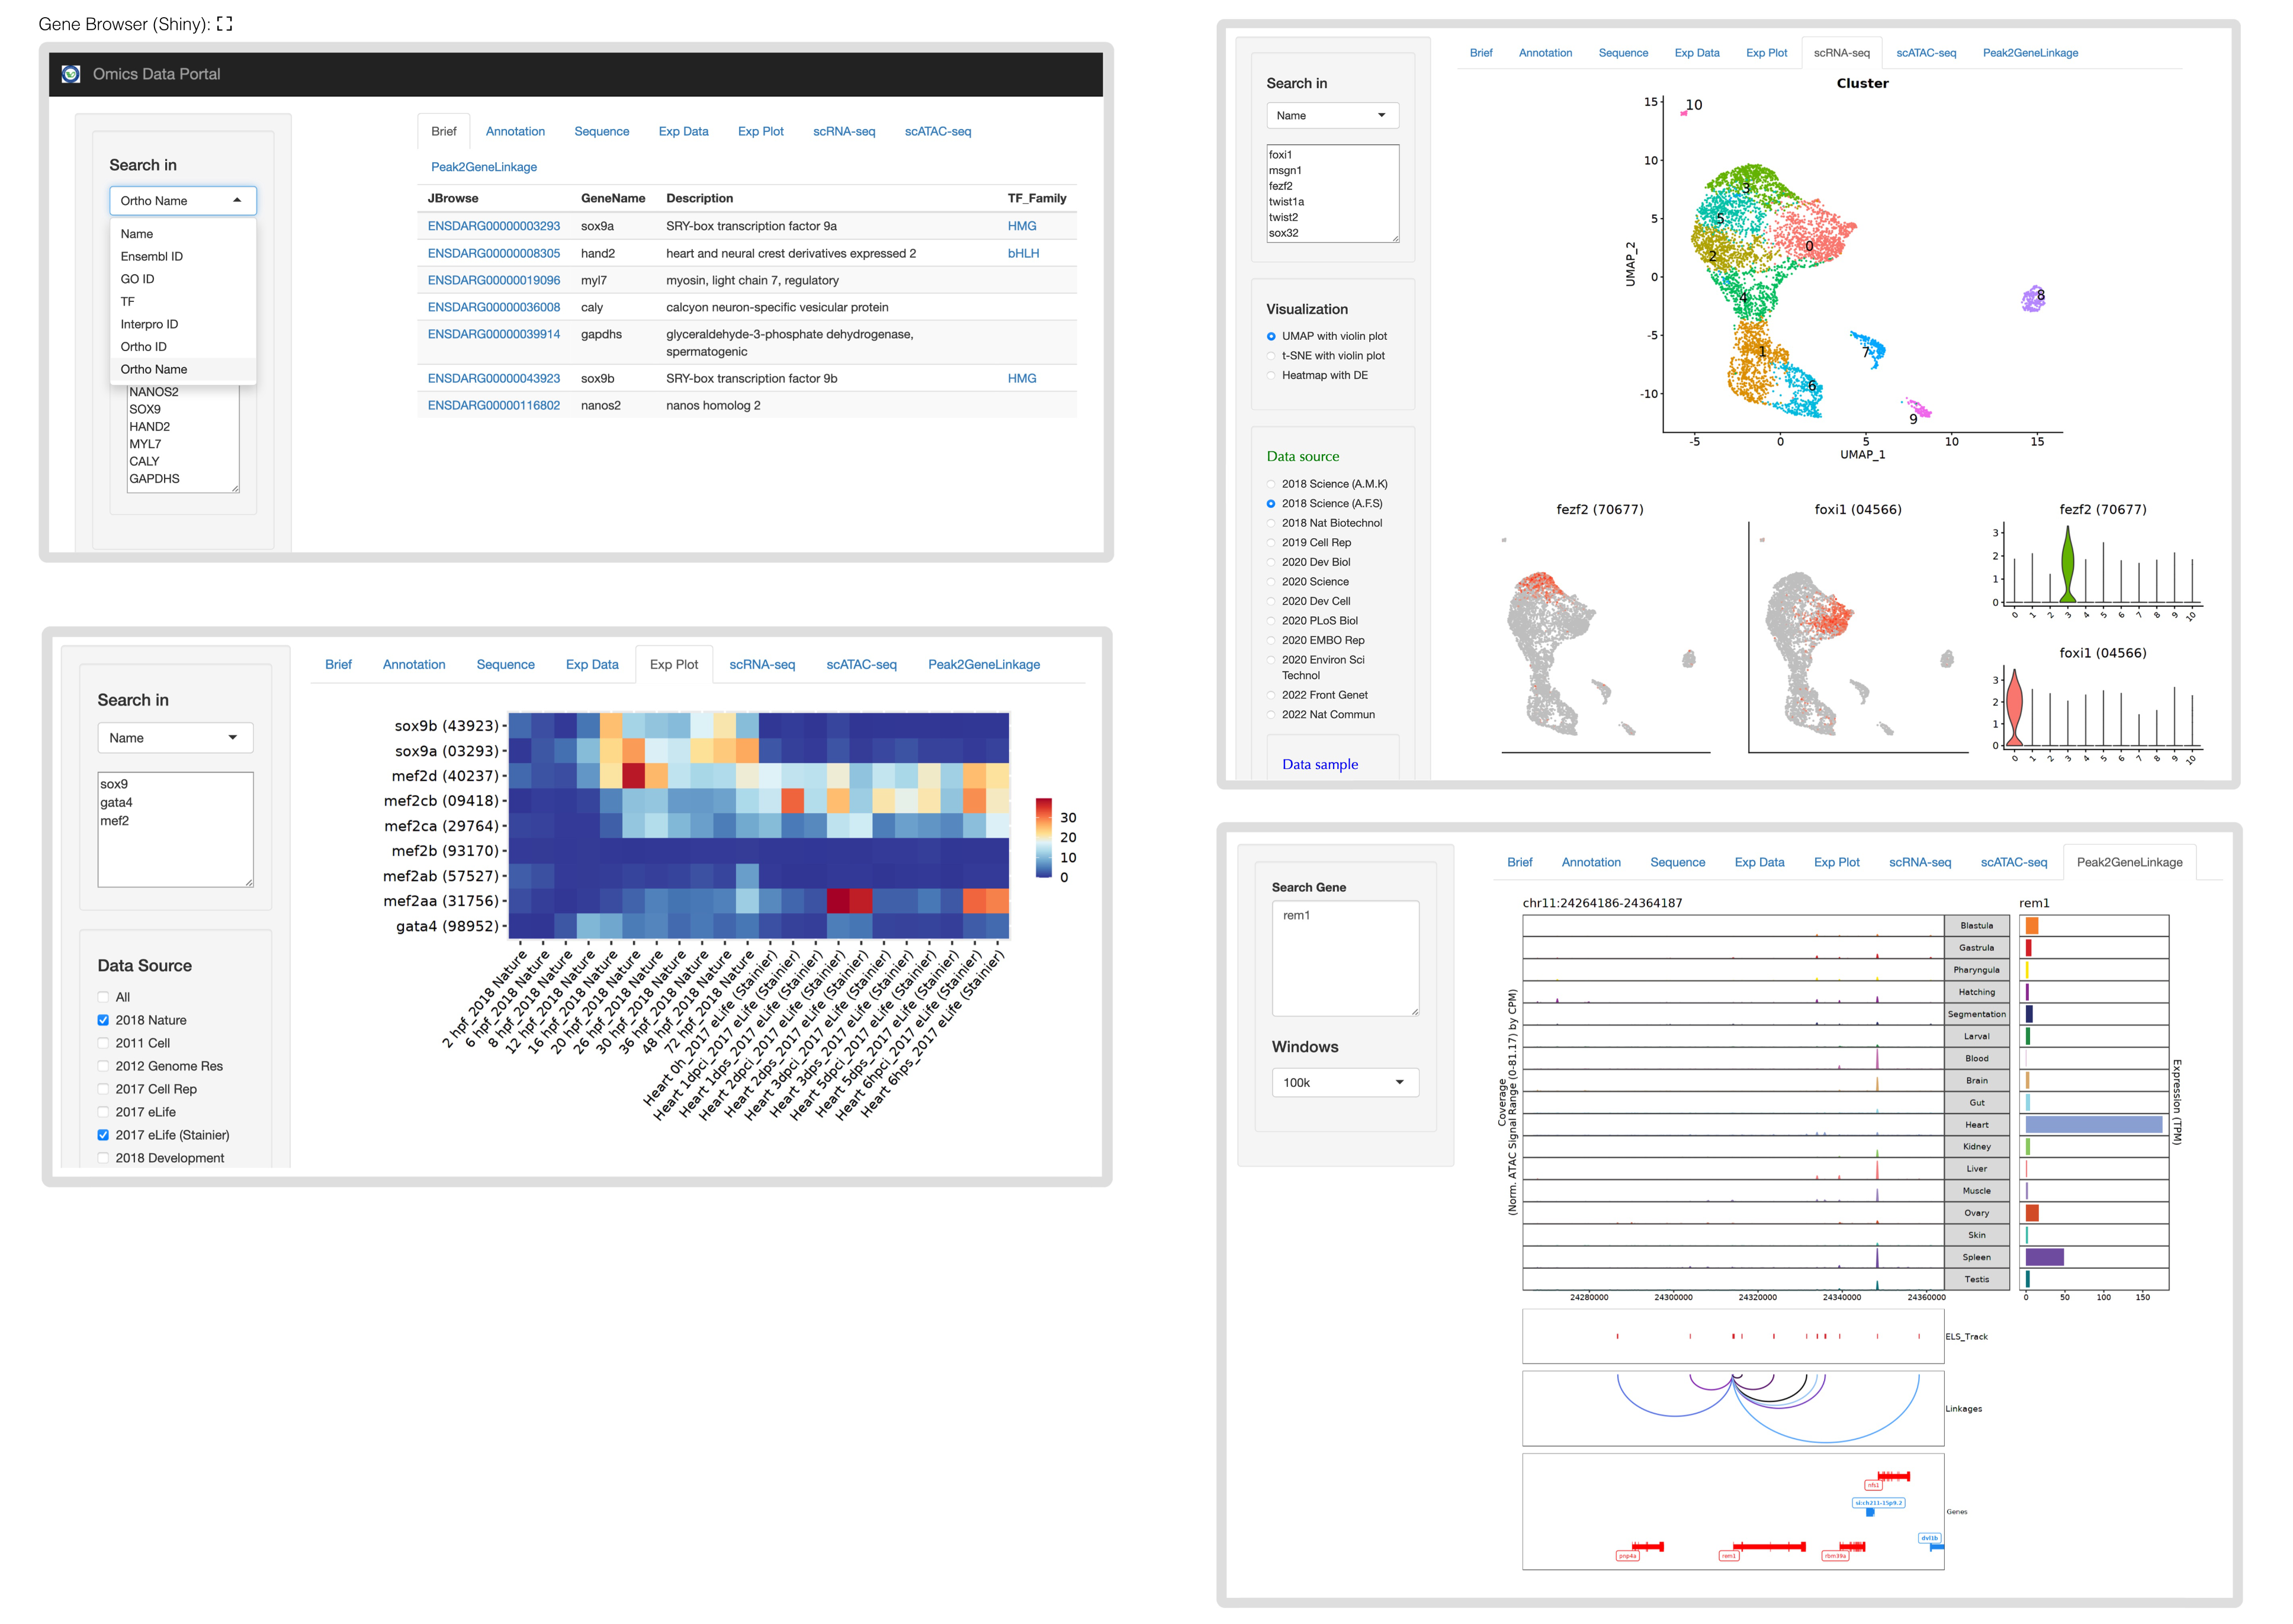 Gene Browser (Shiny):
Omics Data Portal
Search in
Ortho Name
Name
Ensembl ID
GO ID
TF
Interpro ID
Ortho ID
Ortho Name
NANOS2
SOX9
HAND2
MYL7
CALY
GAPDHS
Brief Annotation Sequence Exp Data Exp Plot scRNA-seq scATAC-seq
Peak2GeneLinkage
JBrowse GeneName Description TF_Family
ENSDARG00000003293 sox9a SRY-box transcription factor 9a HMG
ENSDARG00000008305 hand2 heart and neural crest derivatives expressed 2 bHLH
ENSDARG00000019096 myl7 myosin, light chain 7, regulatory
ENSDARG00000036008 caly calcyon neuron-specific vesicular protein
ENSDARG00000039914 gapdhs glyceraldehyde-3-phosphate dehydrogenase,
spermatogenic
ENSDARG00000043923 sox9b SRY-box transcription factor 9b HMG
ENSDARG00000116802 nanos2 nanos homolog 2
Search in
Name
sox9
gata4
mef2
Data Source
All
2018 Nature
2011 Cell
2012 Genome Res
2017 Cell Rep
2017 eLife
2017 eLife (Stainier)
2018 Development
Brief Annotation Sequence Exp Data Exp Plot scRNA-seq scATAC-seq Peak2GeneLinkage
sox9b (43923)
sox9a (03293)
mef2d (40237)
mef2cb (09418)
mef2ca (29764)
mef2b (93170)
mef2ab (57527)
mef2aa (31756)
gata4 (98952)
30
20
10
0
2 hpf_2018 Nature
6 hpf_2018 Nature
8 hpf_2018 Nature
12 hpf_2018 Nature
16 hpf_2018 Nature
20 hpf_2018 Nature
26 hpf_2018 Nature
30 hpf_2018 Nature
36 hpf_2018 Nature
48 hpf_2018 Nature
72 hpf_2018 Nature
Heart 0h_2017 eLife (Stainier)
Heart 1dpci_2017 eLife (Stainier)
Heart 1dps_2017 eLife (Stainier)
Heart 2dpci_2017 eLife (Stainier)
Heart 2dps_2017 eLife (Stainier)
Heart 3dpci_2017 eLife (Stainier)
Heart 3dps_2017 eLife (Stainier)
Heart 5dpci_2017 eLife (Stainier)
Heart 5dps_2017 eLife (Stainier)
Heart 6hpci_2017 eLife (Stainier)
Heart 6hps_2017 eLife (Stainier)
Search in
Name
foxi1
msgn1
fezf2
twist1a
twist2
sox32
Visualization
UMAP with violin plot
t-SNE with violin plot
Heatmap with DE
Data source
2018 Science (A.M.K)
2018 Science (A.F.S)
2018 Nat Biotechnol
2019 Cell Rep
2020 Dev Biol
2020 Science
2020 Dev Cell
2020 PLoS Biol
2020 EMBO Rep
2020 Environ Sci
Technol
2022 Front Genet
2022 Nat Commun
Data sample
Brief Annotation Sequence Exp Data Exp Plot scRNA-seq scATAC-seq Peak2GeneLinkage
Cluster
UMAP_2
15
10
5
0
-5
-10
10
3
5
0
2
4
8
1
7
6
9
-5 0 5 10 15
UMAP_1
fezf2 (70677) foxi1 (04566) fezf2 (70677)
3
2
1
0
0 1 2 3 4 5 6 7 8 9 10
foxi1 (04566)
3
2
1
0
0 1 2 3 4 5 6 7 8 9 10
Search Gene
rem1
Windows
100k
Brief Annotation Sequence Exp Data Exp Plot scRNA-seq scATAC-seq Peak2GeneLinkage
chr11:24264186-24364187 rem1
Coverage
(Norm. ATAC Signal Range (0-81.17) by CPM)
Blastula
Gastrula
Pharyngula
Hatching
Segmentation
Larval
Blood
Brain
Gut
Heart
Kidney
Liver
Muscle
Ovary
Skin
Spleen
Testis
Expression (TPM)
24280000 24300000 24320000 24340000 24360000 0 50 100 150
ELS_Track
Linkages
nfs1
si:ch211-15p9.2
Genes
dvl1b
pnp4a rem1 rbm39a